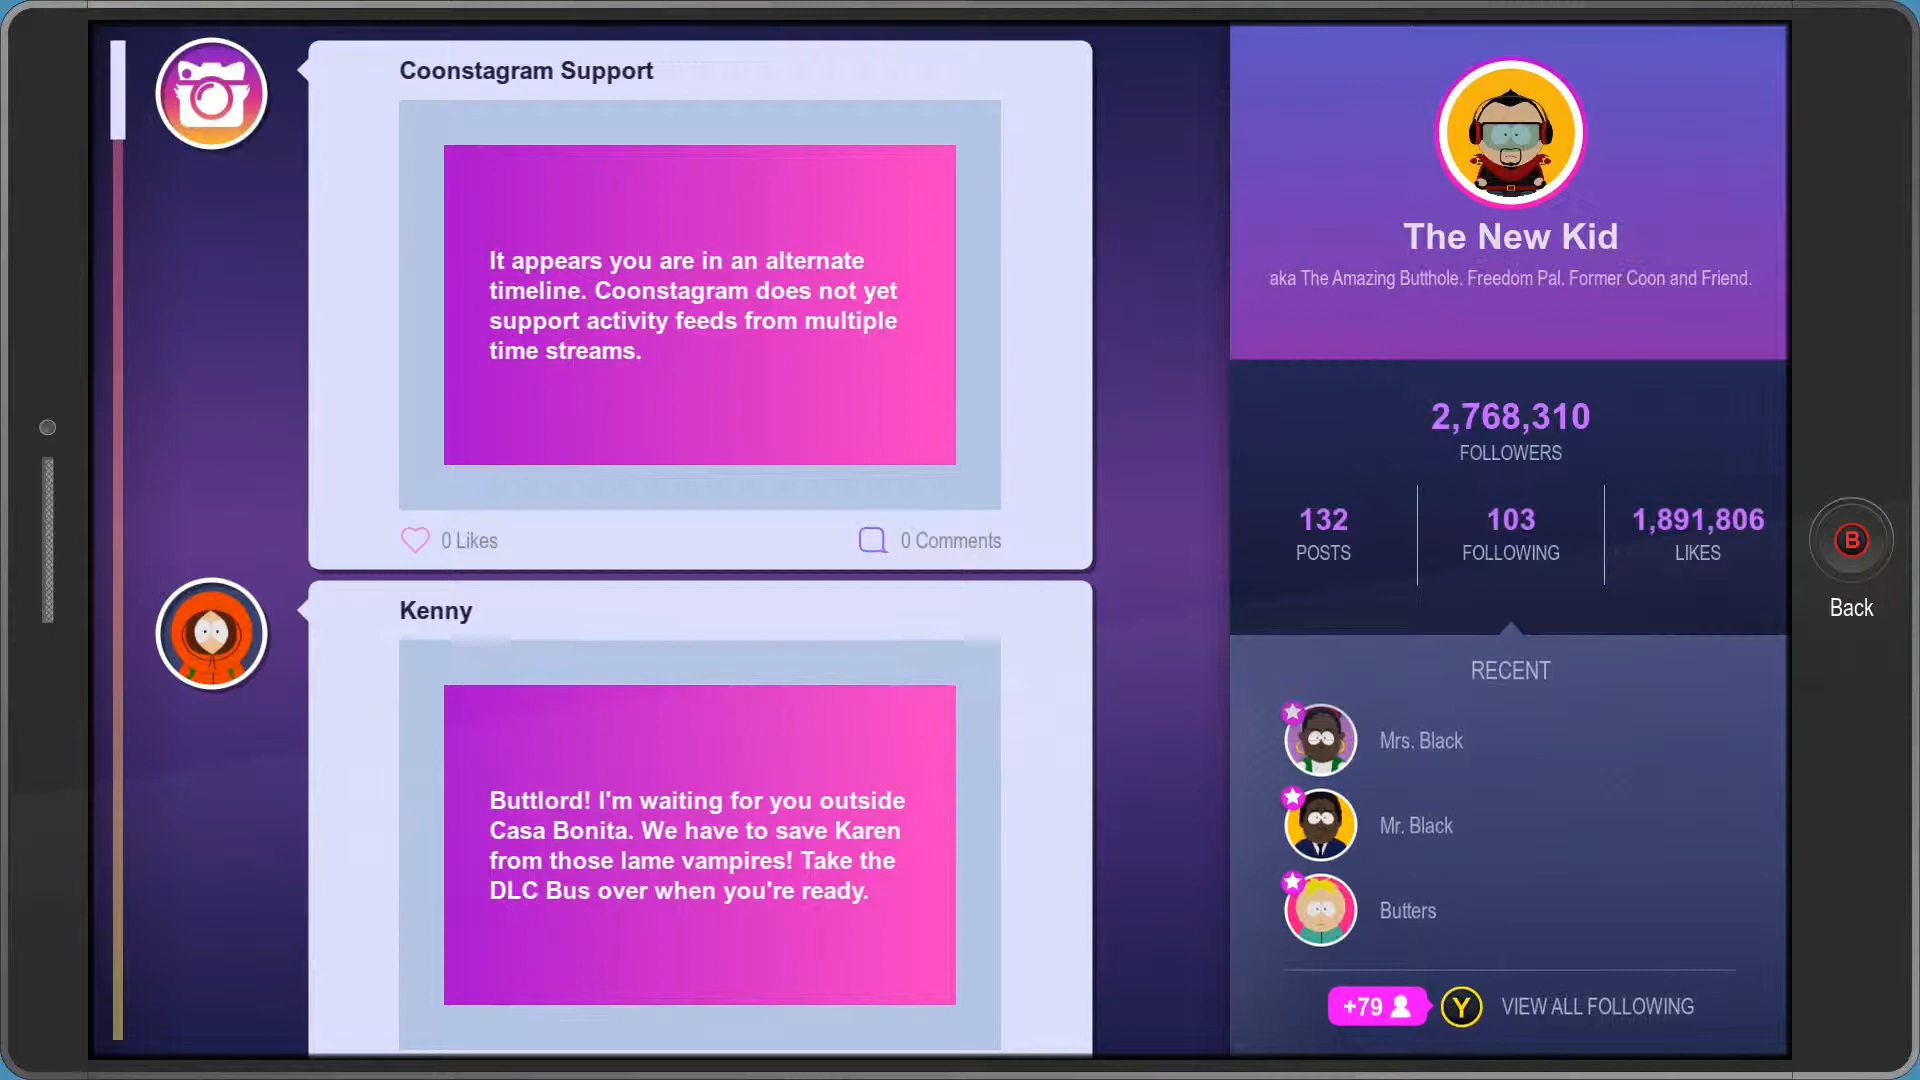 Coonstagram Support
It appears you are in an alternate
timeline. Coonstagram does not yet
support activity feeds from multiple
time streams.
0 Likes
0 Comments
Kenny
Buttlord! I'm waiting for you outside
Casa Bonita. We have to save Karen
from those lame vampires! Take the
DLC Bus over when you're ready.
The New Kid
aka The Amazing Butthole. Freedom Pal. Former Coon and Friend.
2,768,310
FOLLOWERS
132
POSTS
103
FOLLOWING
1,891,806
LIKES
RECENT
Mrs. Black
Mr. Black
Butters
+79
Y
VIEW ALL FOLLOWING
B
Back